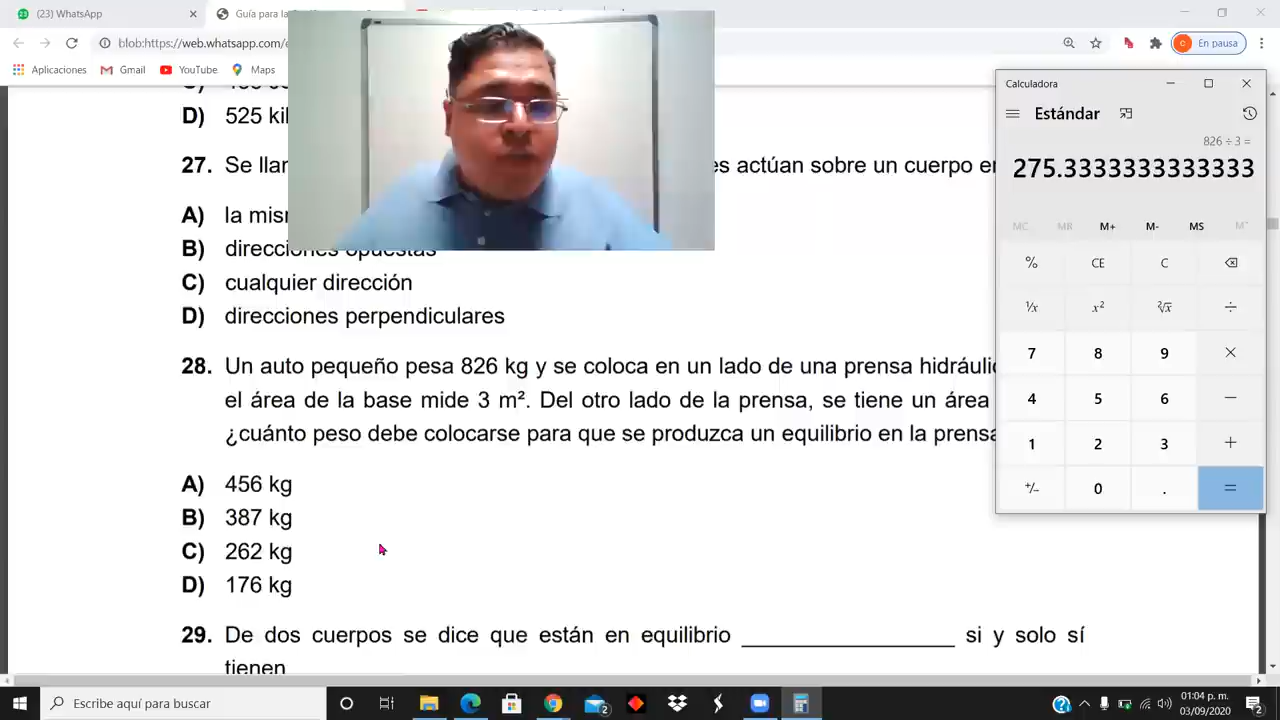 (23) WhatsApp
Guía para la
blob:https://web.whatsapp.com/e
En pausa
Aplicaciones Gmail YouTube Maps
D) 525 kil
27. Se llar es actúan sobre un cuerpo en
A) la mism
B) direcciones opuestas
C) cualquier dirección
D) direcciones perpendiculares
28. Un auto pequeño pesa 826 kg y se coloca en un lado de una prensa hidráulic
el área de la base mide 3 m². Del otro lado de la prensa, se tiene un área
¿cuánto peso debe colocarse para que se produzca un equilibrio en la prensa
A) 456 kg
B) 387 kg
C) 262 kg
D) 176 kg
29. De dos cuerpos se dice que están en equilibrio _________________ si y solo sí
tienen
Calculadora
Estándar
826 ÷ 3 =
275.3333333333333
MC MR M+ M- MS M˅
% CE C
¹/x x² ²√x ÷
7 8 9 ×
4 5 6 −
1 2 3 +
+/− 0 . =
Escribe aquí para buscar
01:04 p. m.
03/09/2020